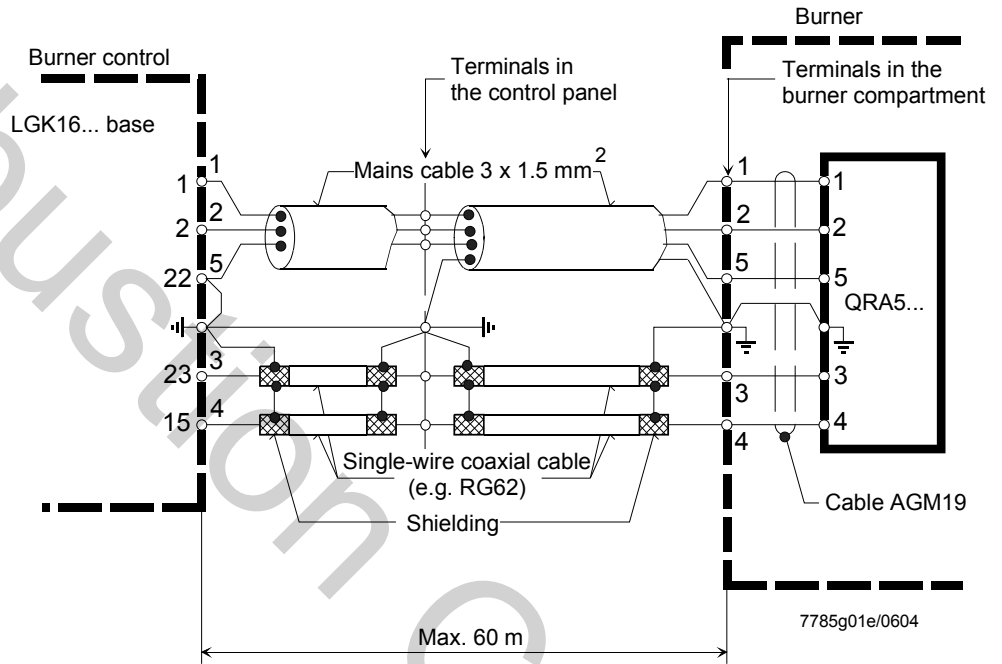 Burner
Burner control
Terminals in
the control panel
Terminals in the
burner compartment
LGK16... base
Mains cable 3 x 1.5 mm²
1 1 1 1
2 2 2 2
22 5 5 5
QRA5...
23 3 3 3
15 4 4 4
Single-wire coaxial cable
(e.g. RG62)
Shielding
Cable AGM19
Max. 60 m
7785g01e/0604
ustion C